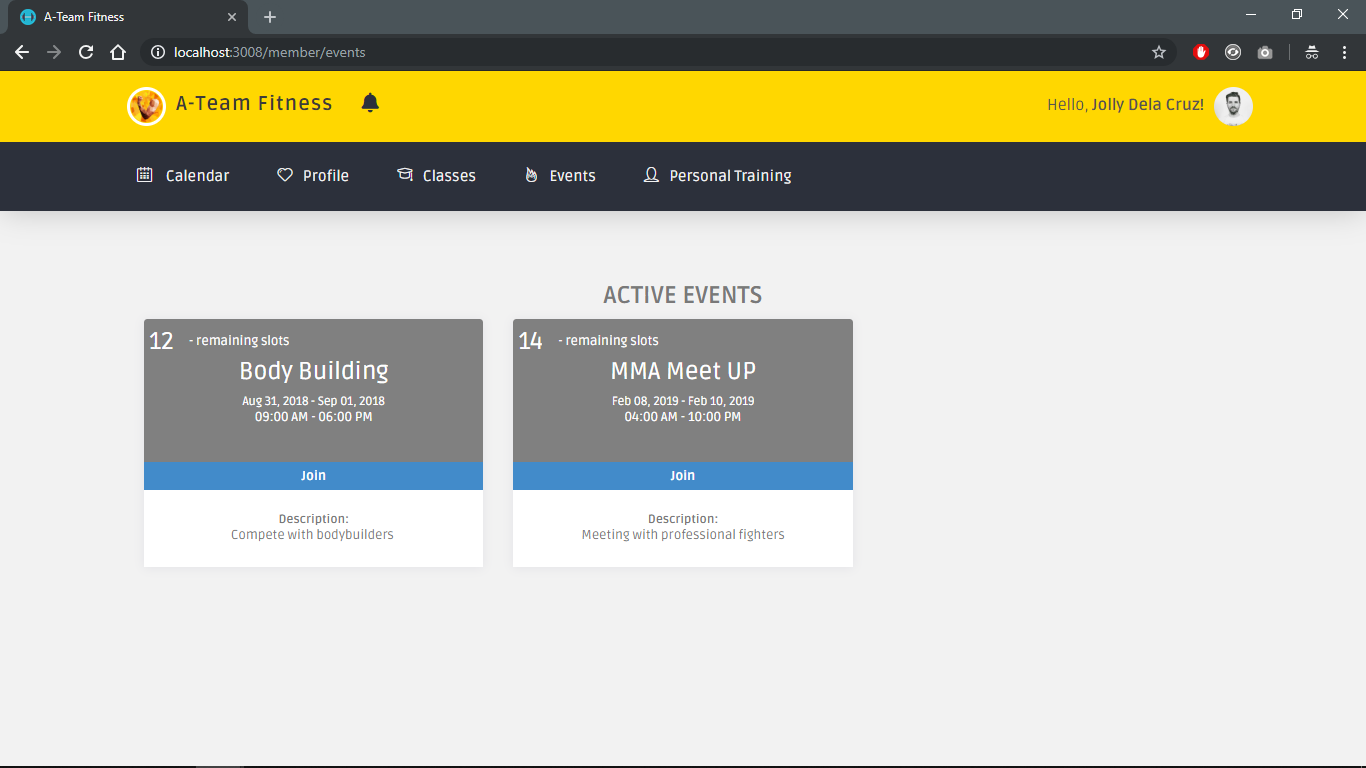 A-Team Fitness
localhost:3008/member/events
A-Team Fitness
Hello, Jolly Dela Cruz!
Calendar Profile Classes Events Personal Training
ACTIVE EVENTS
12 - remaining slots
Body Building
Aug 31, 2018 - Sep 01, 2018
09:00 AM - 06:00 PM
Join
Description:
Compete with bodybuilders
14 - remaining slots
MMA Meet UP
Feb 08, 2019 - Feb 10, 2019
04:00 AM - 10:00 PM
Join
Description:
Meeting with professional fighters